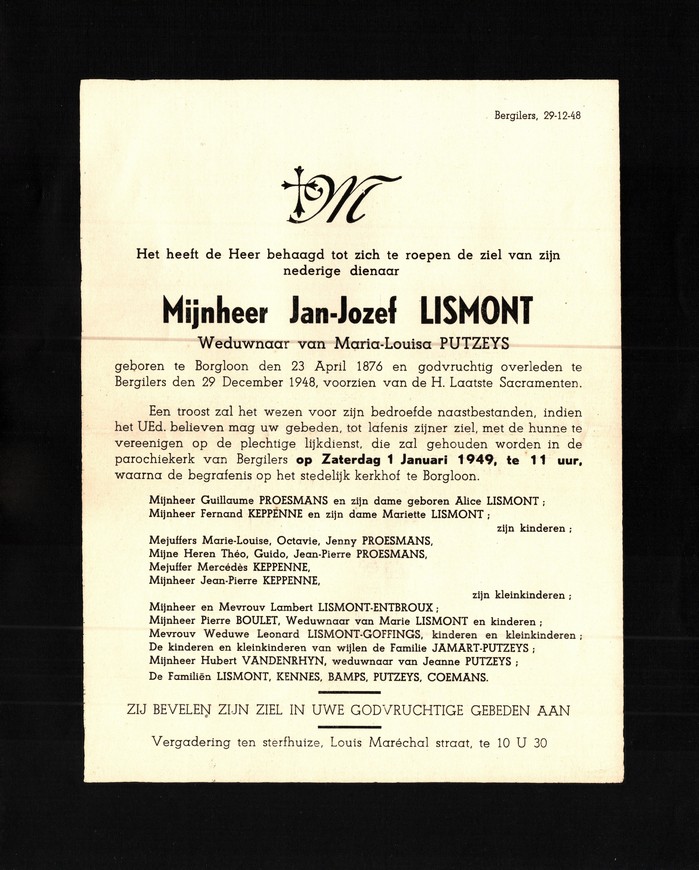 Bergilers, 29-12-48
M
Het heeft de Heer behaagd tot zich te roepen de ziel van zijn
nederige dienaar
Mijnheer Jan-Jozef LISMONT
Weduwnaar van Maria-Louisa PUTZEYS
geboren te Borgloon den 23 April 1876 en godvruchtig overleden te
Bergilers den 29 December 1948, voorzien van de H. Laatste Sacramenten.
Een troost zal het wezen voor zijn bedroefde naastbestanden, indien
het UEd. believen mag uw gebeden, tot lafenis zijner ziel, met de hunne te
vereenigen op de plechtige lijkdienst, die zal gehouden worden in de
parochiekerk van Bergilers op Zaterdag 1 Januari 1949, te 11 uur,
waarna de begrafenis op het stedelijk kerkhof te Borgloon.
Mijnheer Guillaume PROESMANS en zijn dame geboren Alice LISMONT ;
Mijnheer Fernand KEPPENNE en zijn dame Mariette LISMONT ;
zijn kinderen ;
Mejuffers Marie-Louise, Octavie, Jenny PROESMANS,
Mijne Heren Théo, Guido, Jean-Pierre PROESMANS,
Mejuffer Mercédès KEPPENNE,
Mijnheer Jean-Pierre KEPPENNE,
zijn kleinkinderen ;
Mijnheer en Mevrouv Lambert LISMONT-ENTBROUX ;
Mijnheer Pierre BOULET, Weduwnaar van Marie LISMONT en kinderen ;
Mevrouv Weduwe Leonard LISMONT-GOFFINGS, kinderen en kleinkinderen ;
De kinderen en kleinkinderen van wijlen de Familie JAMART-PUTZEYS ;
Mijnheer Hubert VANDENRHYN, weduwnaar van Jeanne PUTZEYS ;
De Familiën LISMONT, KENNES, BAMPS, PUTZEYS, COEMANS.
ZIJ BEVELEN ZIJN ZIEL IN UWE GODVRUCHTIGE GEBEDEN AAN
Vergadering ten sterfhuize, Louis Maréchal straat, te 10 U 30